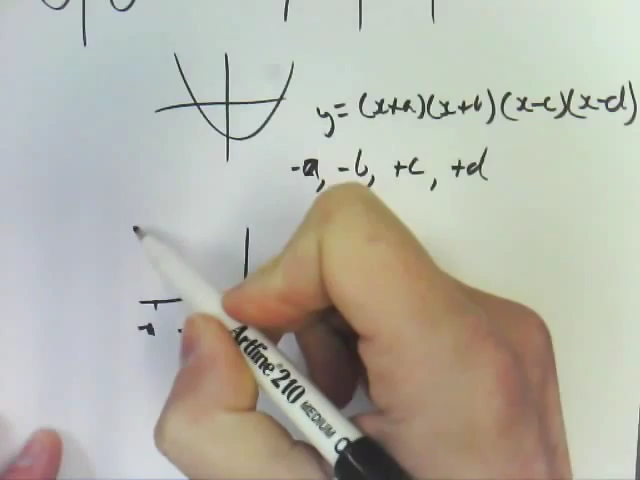 y=(x+a)(x+b)(x-c)(x-d)
-a, -b, +c, +d
Artline 210 MEDIUM